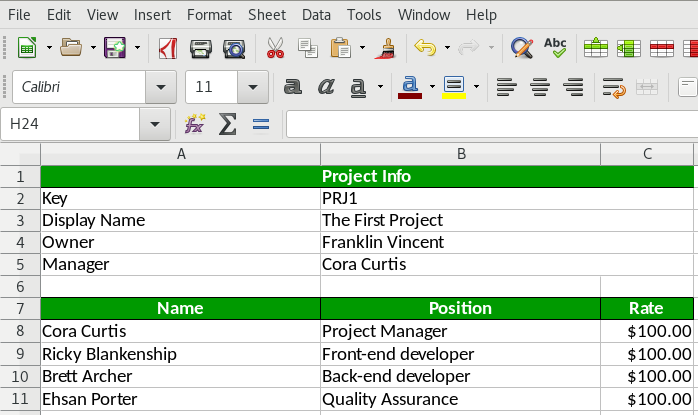 File Edit View Insert Format Sheet Data Tools Window Help
Abc
Calibri 11 a a a a
H24 fx Σ =
A B C
1 Project Info
2 Key PRJ1
3 Display Name The First Project
4 Owner Franklin Vincent
5 Manager Cora Curtis
6
7 Name Position Rate
8 Cora Curtis Project Manager $100.00
9 Ricky Blankenship Front-end developer $100.00
10 Brett Archer Back-end developer $100.00
11 Ehsan Porter Quality Assurance $100.00